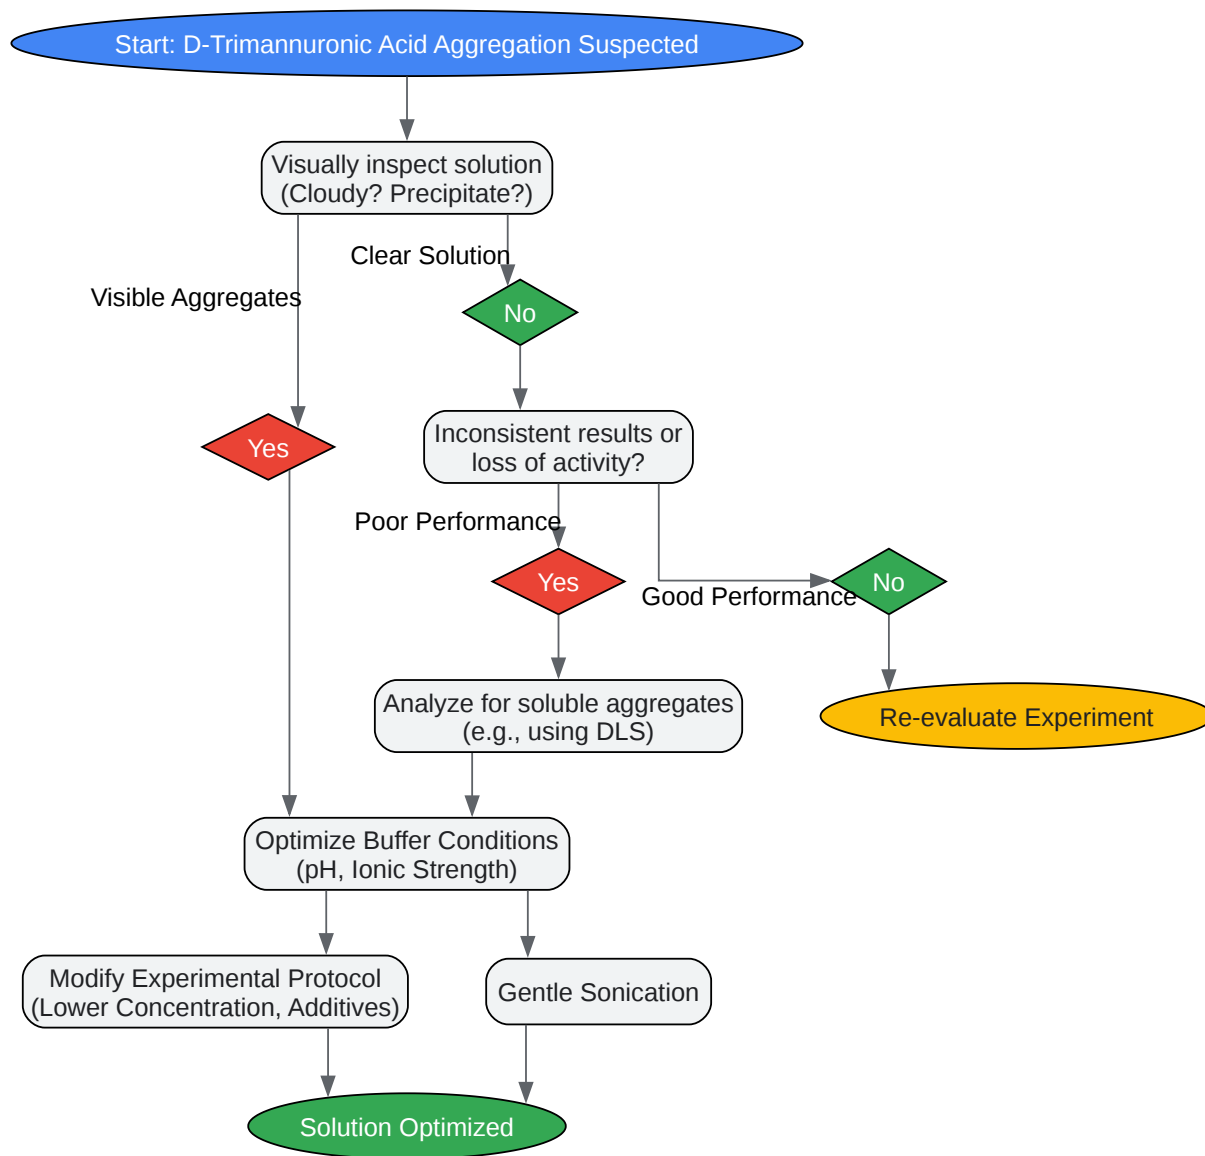 Start: D-Trimannuronic Acid Aggregation Suspected
Visually inspect solution
(Cloudy? Precipitate?)
Clear Solution
Visible Aggregates
No
Inconsistent results or
loss of activity?
Yes
Poor Performance
Yes
Good Performance
No
Analyze for soluble aggregates
(e.g., using DLS)
Re-evaluate Experiment
Optimize Buffer Conditions
(pH, Ionic Strength)
Modify Experimental Protocol
(Lower Concentration, Additives)
Gentle Sonication
Solution Optimized